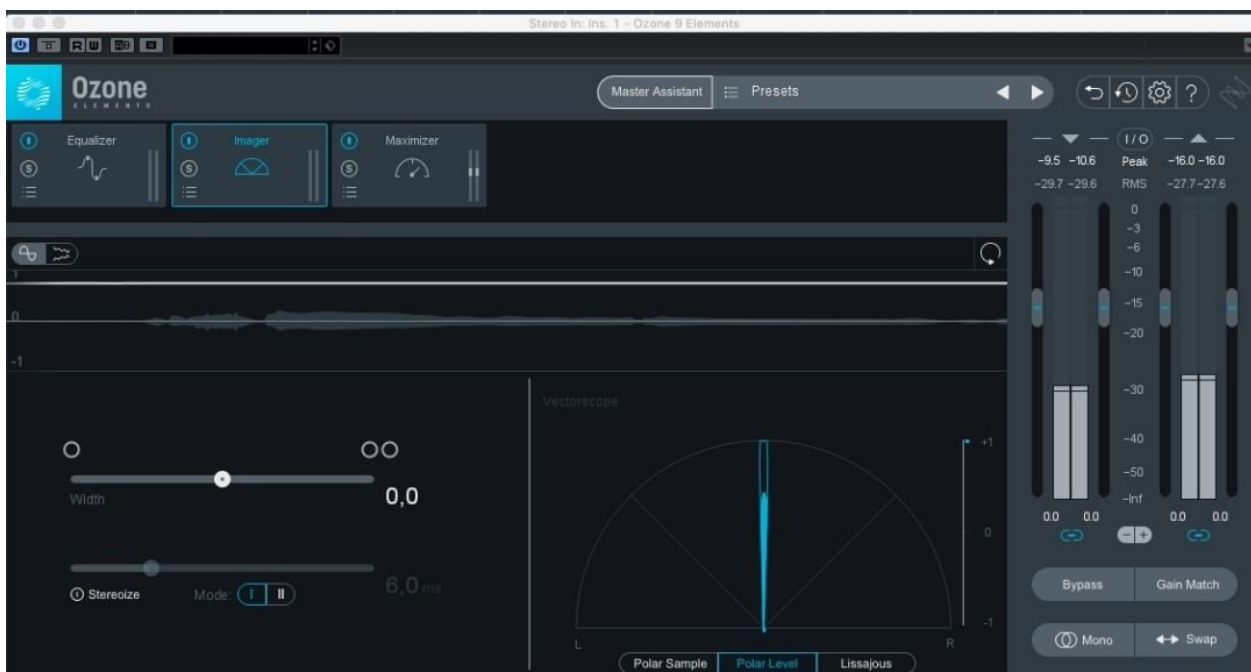 Stereo In: Ins. 1 - Ozone 9 Elements
R W
Ozone
ELEMENTS
Master Assistant Presets
?
Equalizer Imager Maximizer
S S S
I/O
-9.5 -10.6 Peak -16.0 -16.0
-29.7 -29.6 RMS -27.7 -27.6
0
-3
-6
-10
-15
-20
-30
-40
-50
-Inf
0.0 0.0 0.0 0.0
Bypass Gain Match
Mono Swap
1
0
-1
Width 0,0
Stereoize Mode: I II 6,0 ms
Vectorscope
+1
0
-1
L R
Polar Sample Polar Level Lissajous